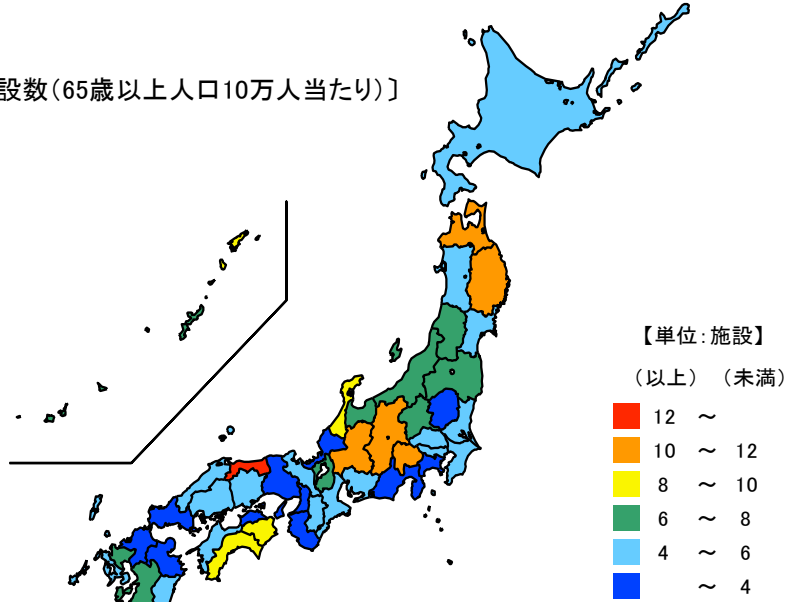 設数(65歳以上人口10万人当たり)〕
【単位:施設】
(以上) (未満)
12 ～
10 ～ 12
8 ～ 10
6 ～ 8
4 ～ 6
～ 4